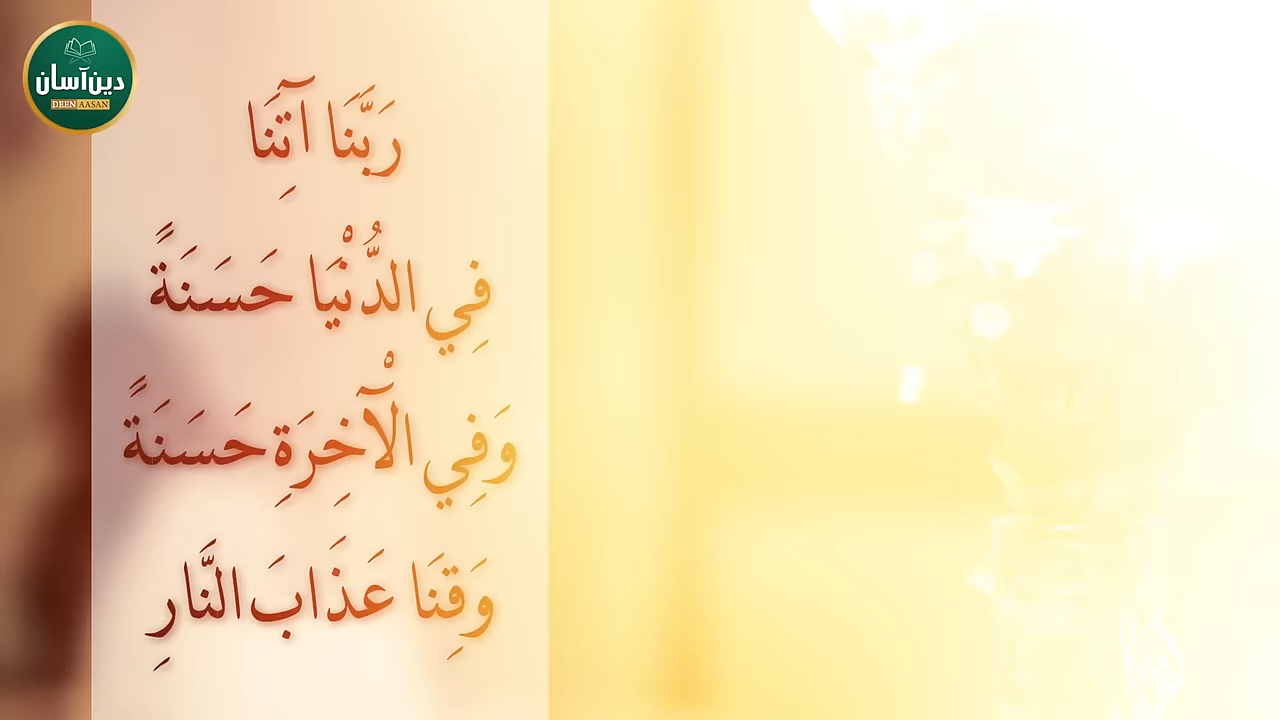 دین آسان
DEEN AASAN
رَبَّنَا آتِنَا
فِي الدُّنْيَا حَسَنَةً
وَفِي الْآخِرَةِ حَسَنَةً
وَقِنَا عَذَابَ النَّارِ